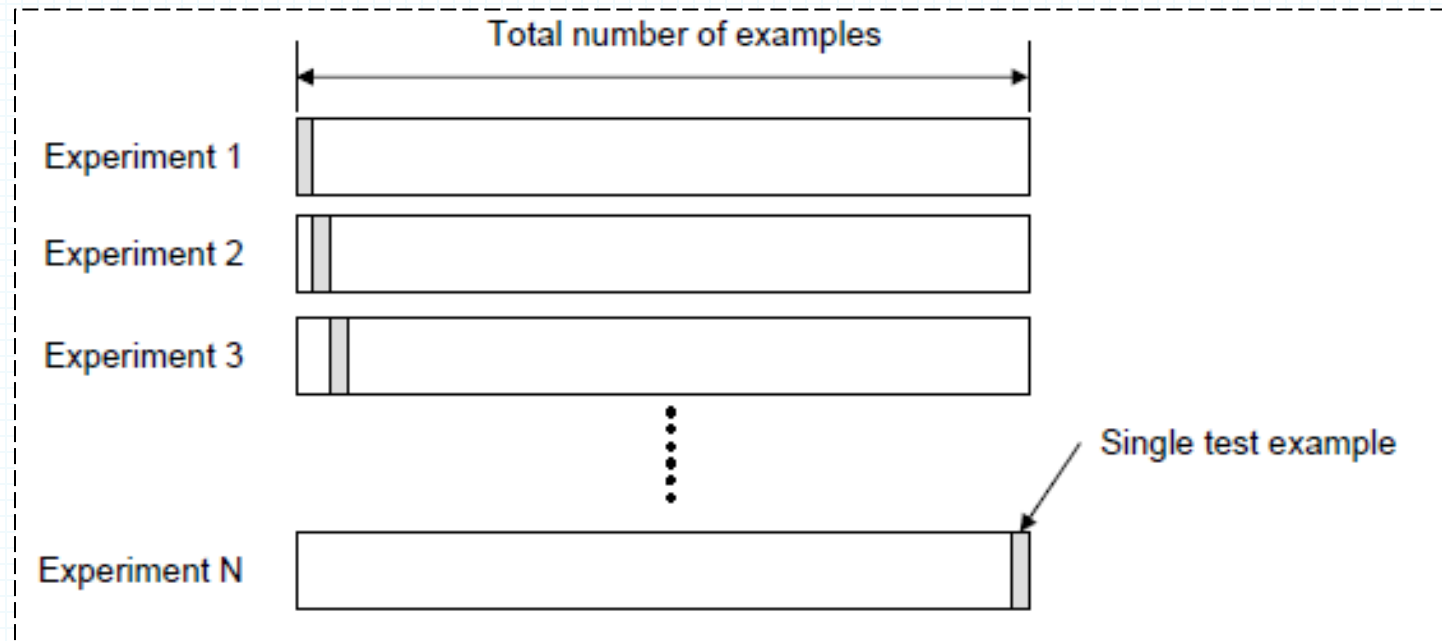 Total number of examples
Experiment 1
Experiment 2
Experiment 3
Single test example
Experiment N